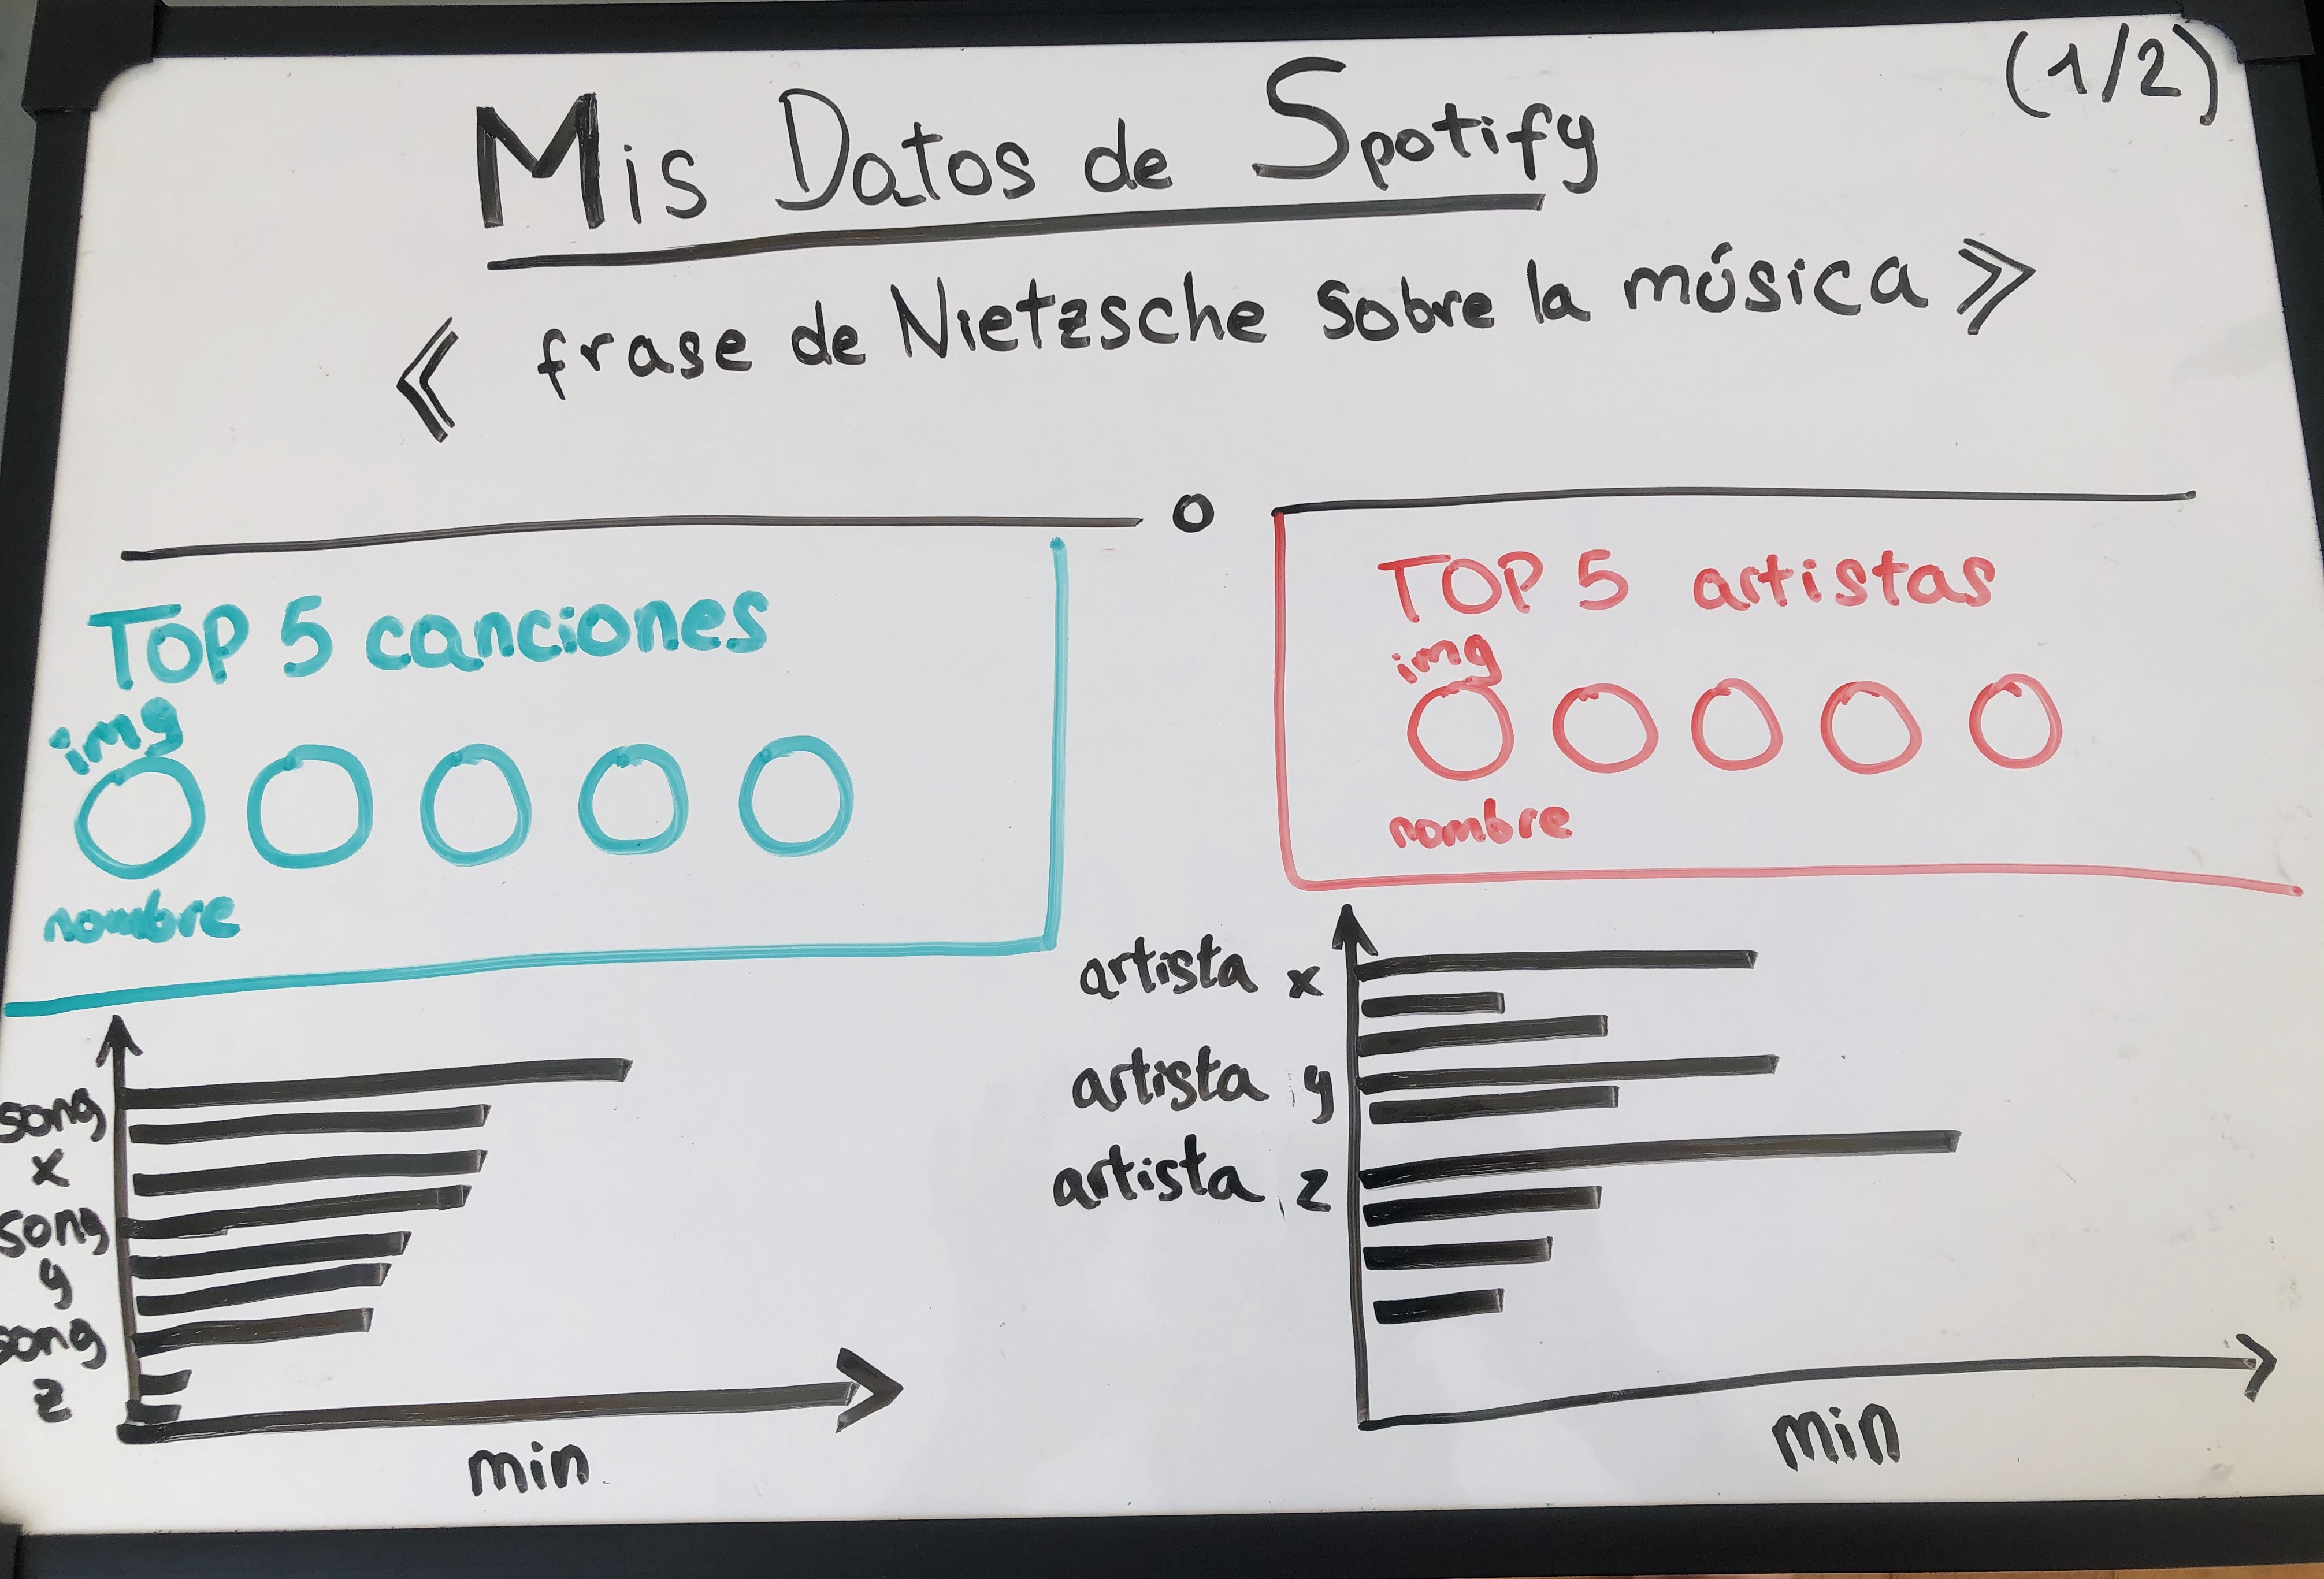 (1/2)
Mis Datos de Spotify
« frase de Nietzsche sobre la música »
TOP 5 canciones
img
nombre
TOP 5 artistas
img
nombre
song
x
song
y
song
z
min
artista x
artista y
artista z
min